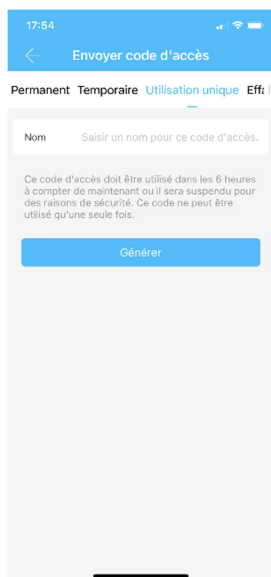 17:54
Envoyer code d'accès
Permanent Temporaire Utilisation unique Effa
Nom Saisir un nom pour ce code d'accès.
Ce code d'accès doit être utilisé dans les 6 heures
à compter de maintenant ou il sera suspendu pour
des raisons de sécurité. Ce code ne peut être
utilisé qu'une seule fois.
Générer